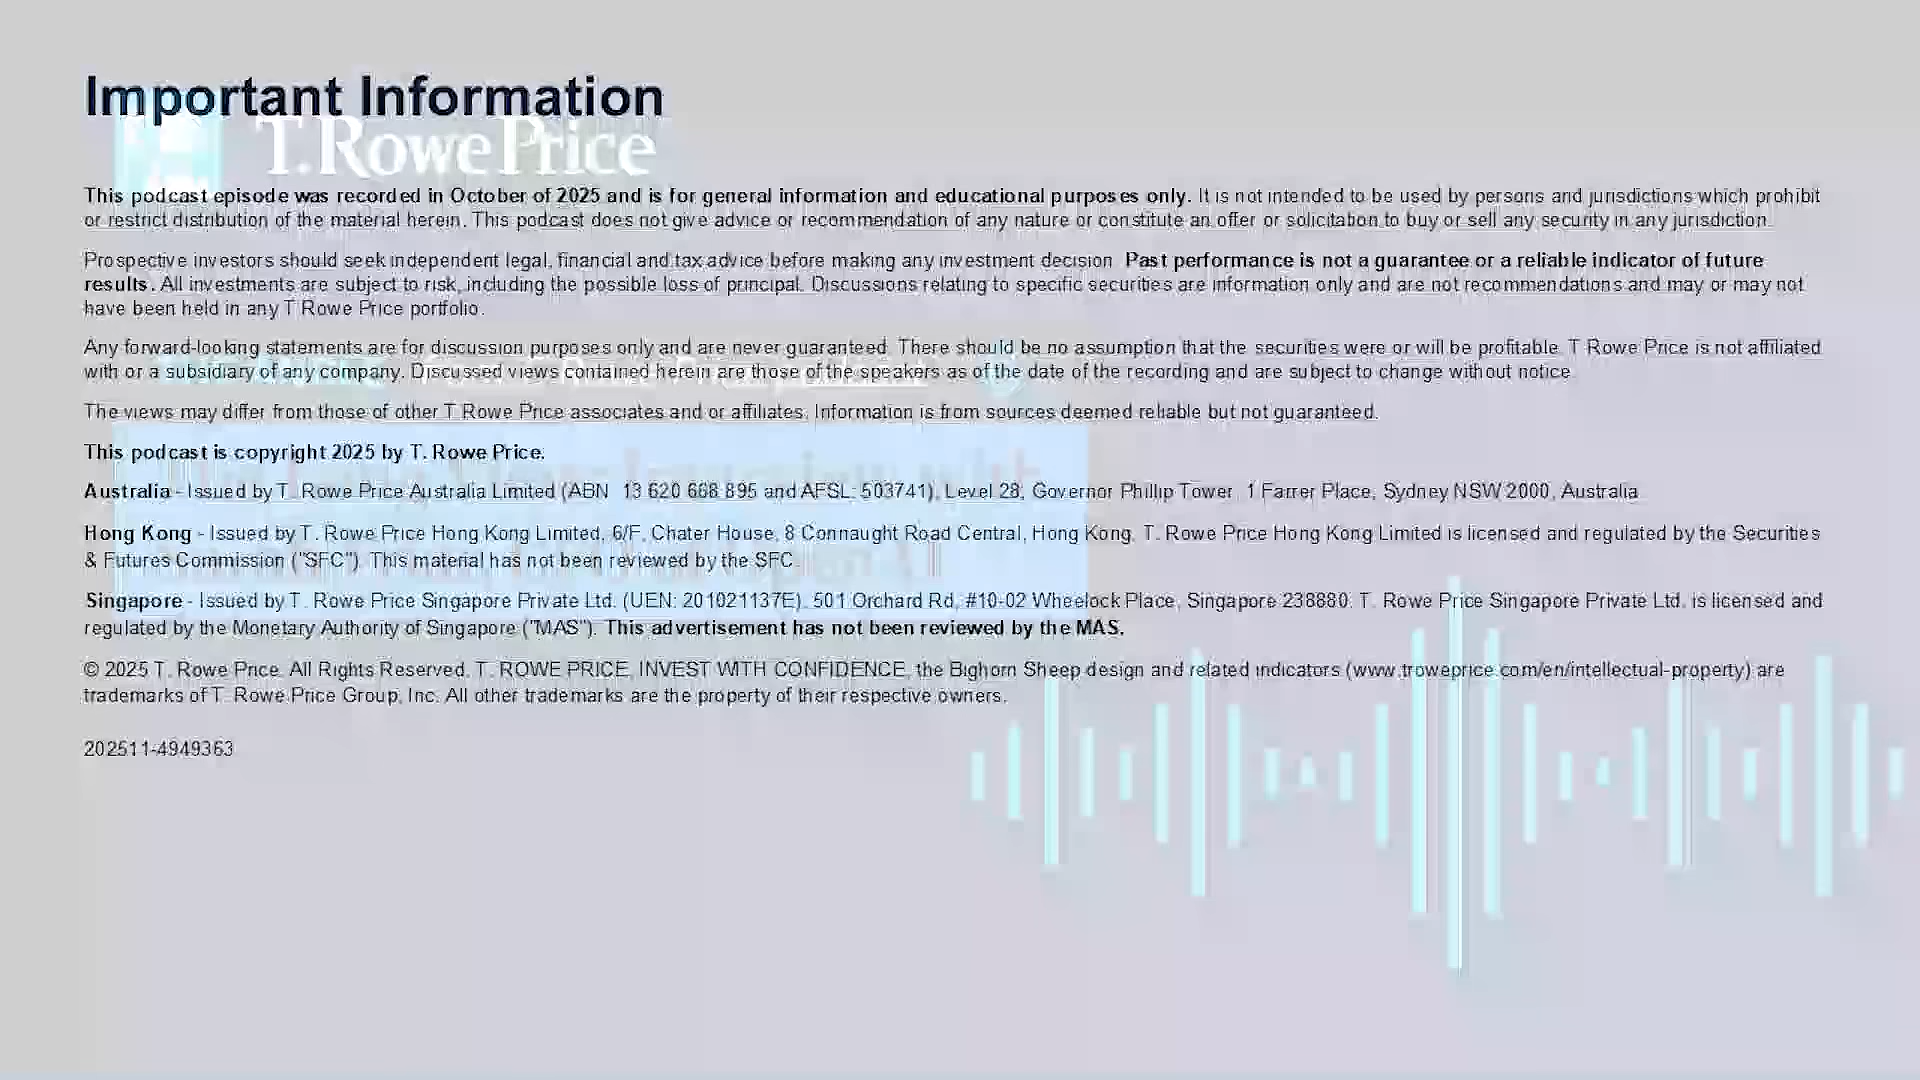 Important Information
T.RowePrice
This podcast episode was recorded in October of 2025 and is for general information and educational purposes only. It is not intended to be used by persons and jurisdictions which prohibit
or restrict distribution of the material herein. This podcast does not give advice or recommendation of any nature or constitute an offer or solicitation to buy or sell any security in any jurisdiction.
Prospective investors should seek independent legal, financial and tax advice before making any investment decision. Past performance is not a guarantee or a reliable indicator of future
results. All investments are subject to risk, including the possible loss of principal. Discussions relating to specific securities are information only and are not recommendations and may or may not
have been held in any T Rowe Price portfolio.
Any forward-looking statements are for discussion purposes only and are never guaranteed. There should be no assumption that the securities were or will be profitable. T Rowe Price is not affiliated
with or a subsidiary of any company. Discussed views contained herein are those of the speakers as of the date of the recording and are subject to change without notice.
The views may differ from those of other T Rowe Price associates and or affiliates. Information is from sources deemed reliable but not guaranteed.
This podcast is copyright 2025 by T. Rowe Price.
Australia - Issued by T. Rowe Price Australia Limited (ABN: 13 620 668 895 and AFSL: 503741), Level 28, Governor Phillip Tower, 1 Farrer Place, Sydney NSW 2000, Australia.
Hong Kong - Issued by T. Rowe Price Hong Kong Limited, 6/F, Chater House, 8 Connaught Road Central, Hong Kong. T. Rowe Price Hong Kong Limited is licensed and regulated by the Securities
& Futures Commission ("SFC"). This material has not been reviewed by the SFC.
Singapore - Issued by T. Rowe Price Singapore Private Ltd. (UEN: 201021137E), 501 Orchard Rd, #10-02 Wheelock Place, Singapore 238880. T. Rowe Price Singapore Private Ltd. is licensed and
regulated by the Monetary Authority of Singapore ("MAS"). This advertisement has not been reviewed by the MAS.
© 2025 T. Rowe Price. All Rights Reserved. T. ROWE PRICE, INVEST WITH CONFIDENCE, the Bighorn Sheep design and related indicators (www.troweprice.com/en/intellectual-property) are
trademarks of T. Rowe Price Group, Inc. All other trademarks are the property of their respective owners.
202511-4949363